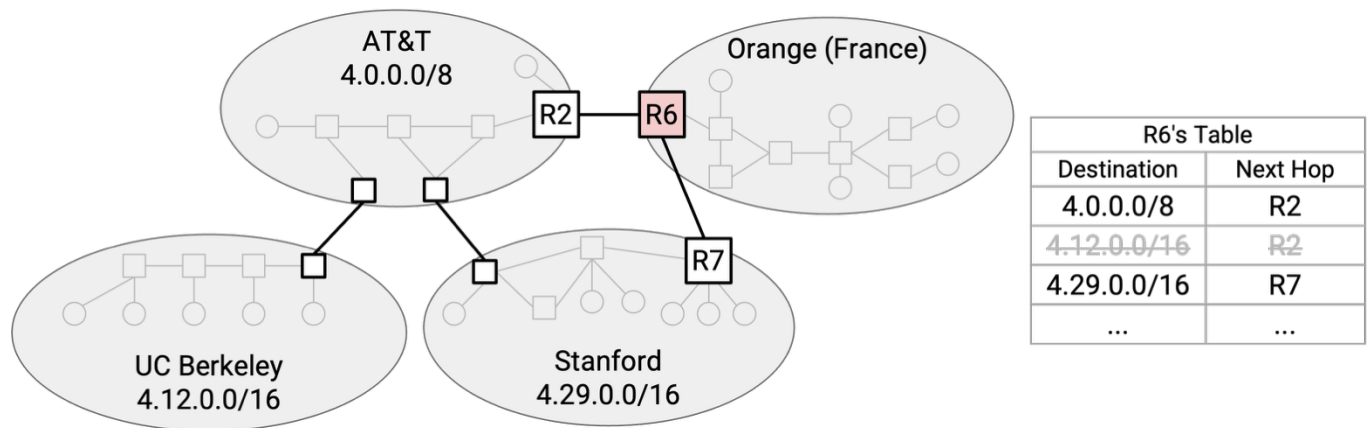 AT&T
4.0.0.0/8
Orange (France)
R2
R6
R7
UC Berkeley
4.12.0.0/16
Stanford
4.29.0.0/16
R6's Table
Destination Next Hop
4.0.0.0/8 R2
4.12.0.0/16 R2
4.29.0.0/16 R7
... ...